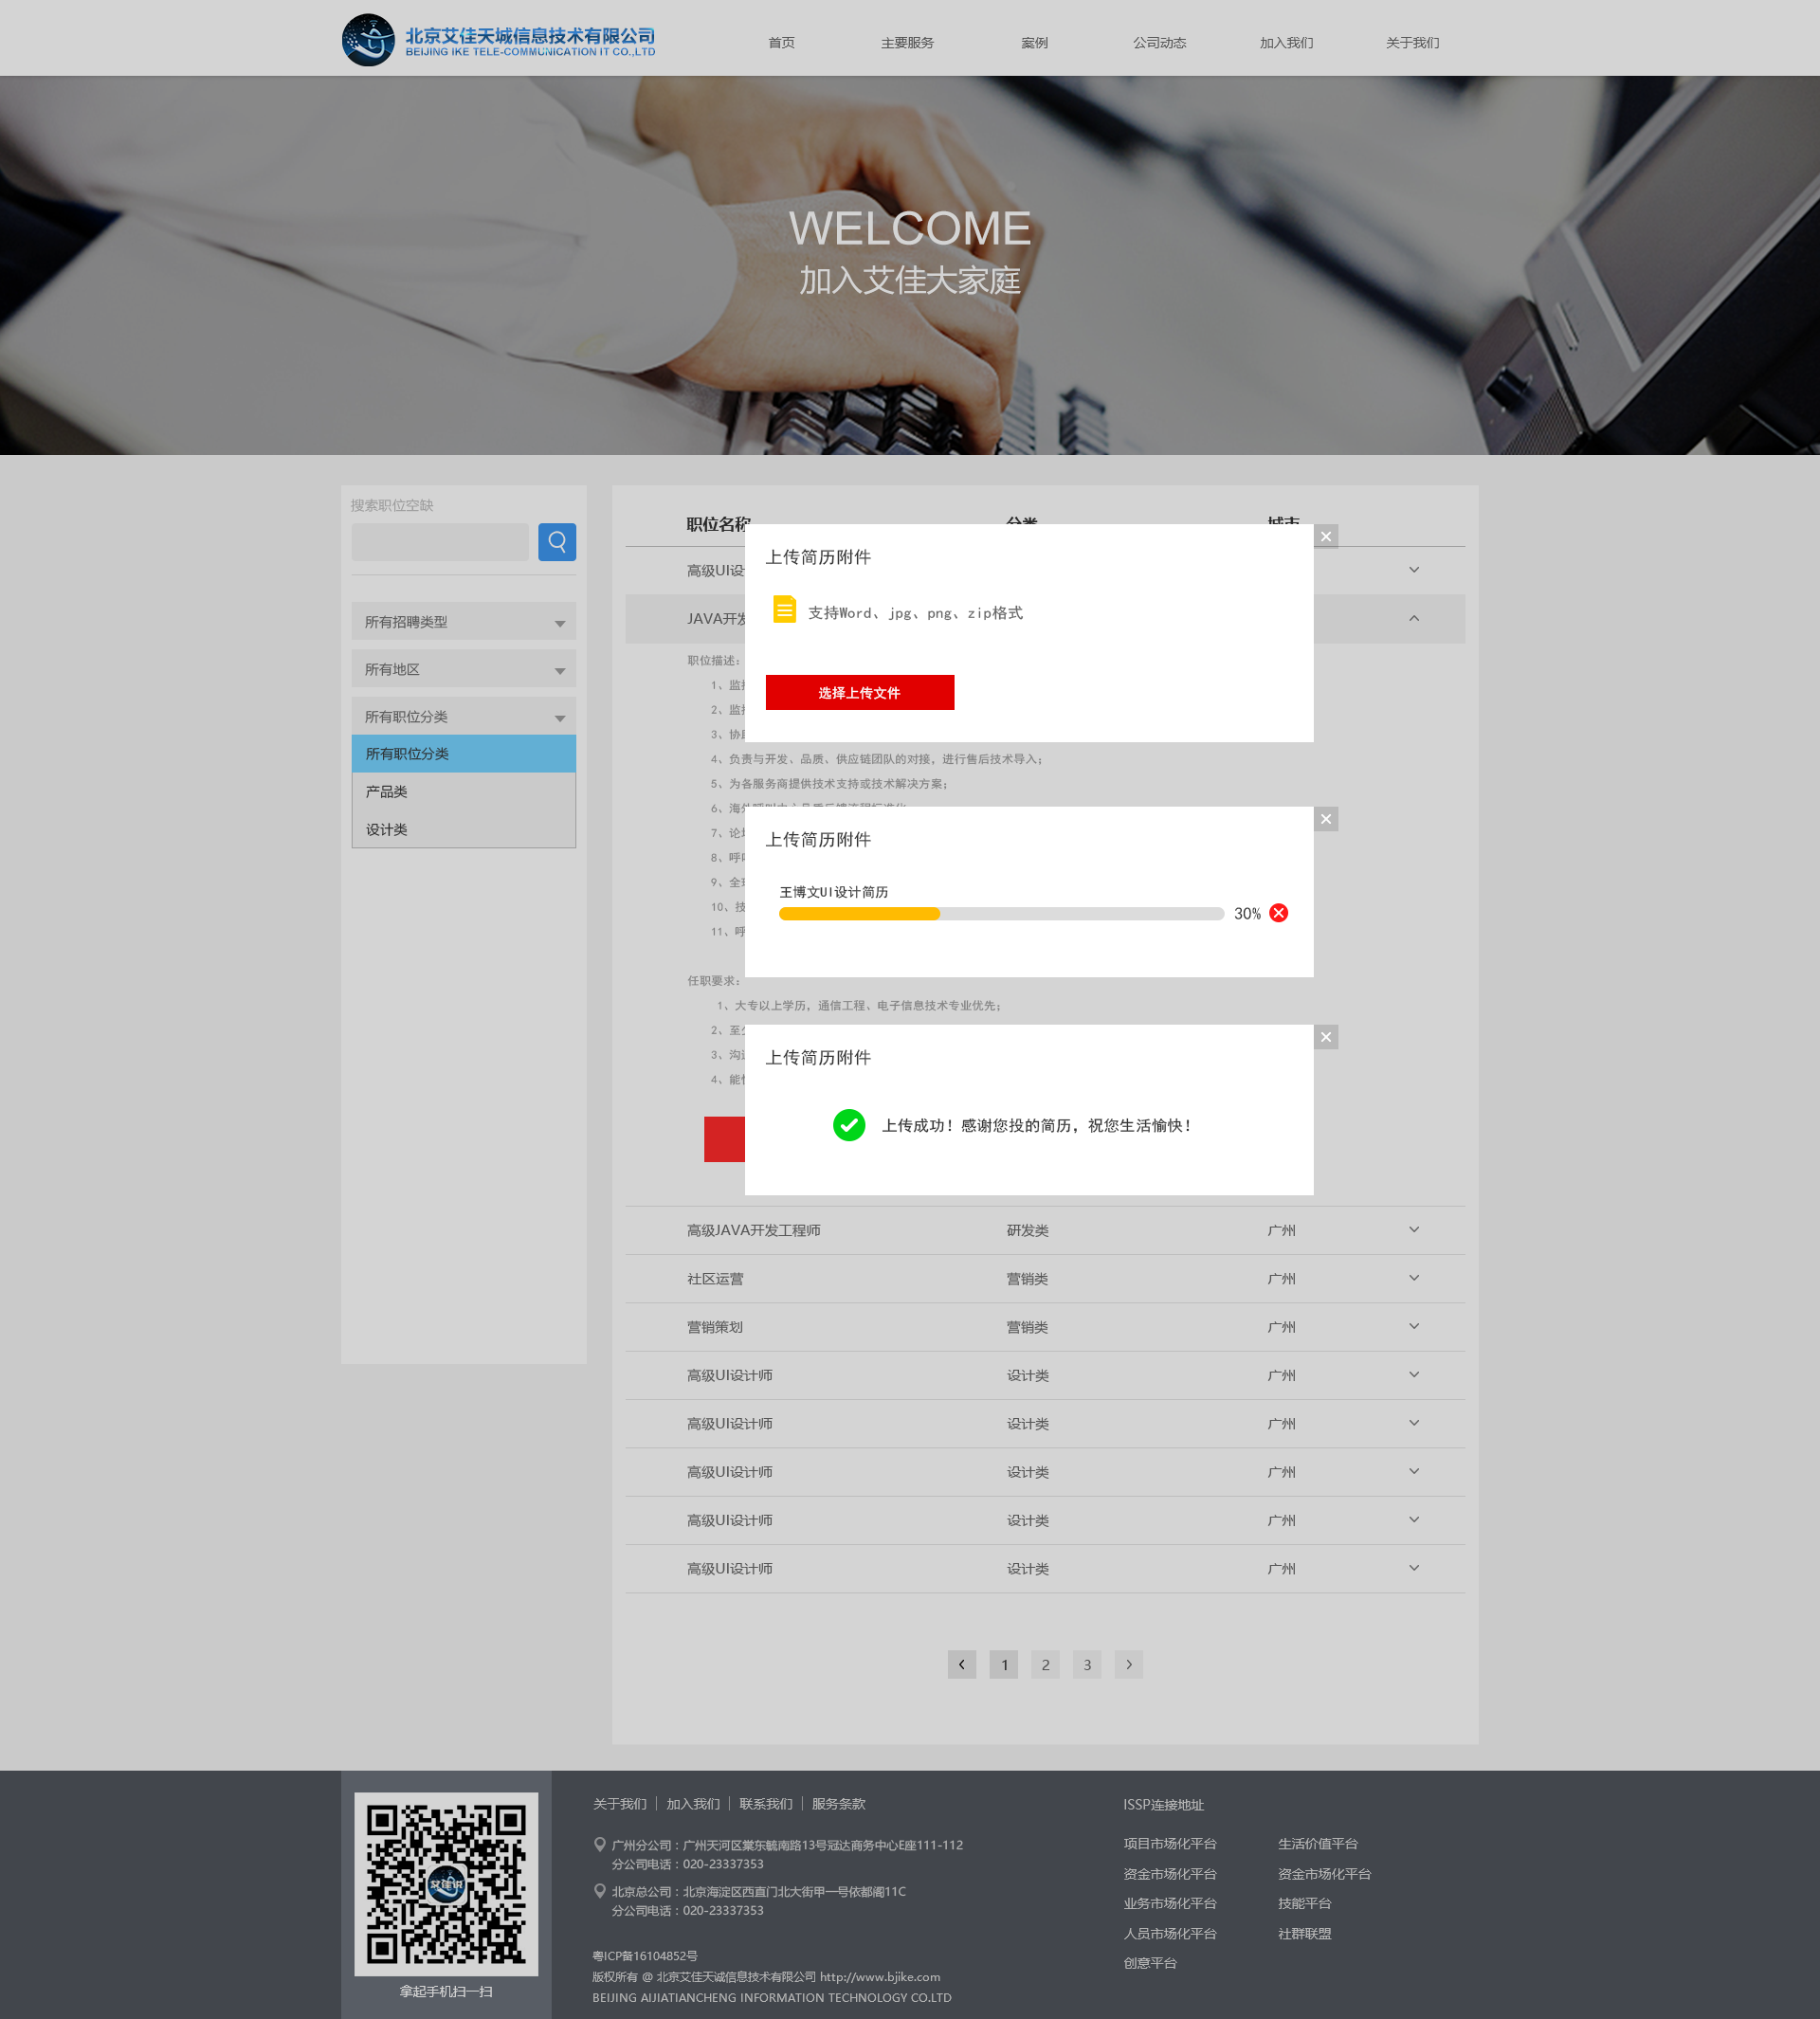 北京艾佳天诚信息技术有限公司
BEIJING IKE TELE-COMMUNICATION IT CO.,LTD
首页
主要服务
案例
公司动态
加入我们
关于我们
WELCOME
加入艾佳大家庭
搜索职位空缺
所有招聘类型
所有地区
所有职位分类
所有职位分类
产品类
设计类
职位名称 分类 城市
高级UI设
JAVA开发
上传简历附件
支持Word、jpg、png、zip格式
选择上传文件
职位描述：
1、监
2、监
3、协
4、负责与开发、品质、供应链团队的对接，进行售后技术导入；
5、为各服务商提供技术支持或技术解决方案；
6、海外呼叫中心品质反馈流程标准化
7、论
8、呼
9、全
10、技
11、呼
上传简历附件
王博文UI设计简历
30%
任职要求：
1、大专以上学历，通信工程、电子信息技术专业优先；
2、至少
3、沟
4、能
上传简历附件
上传成功！感谢您投的简历，祝您生活愉快！
高级JAVA开发工程师 研发类 广州
社区运营 营销类 广州
营销策划 营销类 广州
高级UI设计师 设计类 广州
高级UI设计师 设计类 广州
高级UI设计师 设计类 广州
高级UI设计师 设计类 广州
高级UI设计师 设计类 广州
1 2 3
艾佳说
拿起手机扫一扫
关于我们 加入我们 联系我们 服务条款
广州分公司：广州天河区棠东毓南路13号冠达商务中心E座111-112
分公司电话：020-23337353
北京总公司：北京海淀区西直门北大街甲一号依都阁11C
分公司电话：020-23337353
粤ICP备16104852号
版权所有 @ 北京艾佳天诚信息技术有限公司 http://www.bjike.com
BEIJING AIJIATIANCHENG INFORMATION TECHNOLOGY CO.LTD
ISSP连接地址
项目市场化平台 生活价值平台
资金市场化平台 资金市场化平台
业务市场化平台 技能平台
人员市场化平台 社群联盟
创意平台